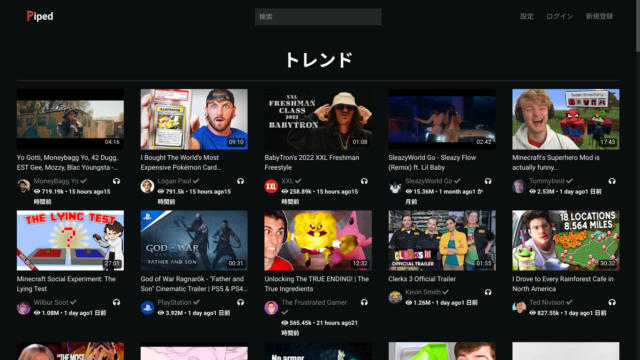 Piped
検索
設定 ログイン 新規登録
トレンド
04:16
09:10
XXL
FRESHMAN
CLASS
2022
BABYTRON
01:08
02:42
17:43
Yo Gotti, Moneybagg Yo, 42 Dugg,
EST Gee, Mozzy, Blac Youngsta -...
MoneyBagg Yo
719.19k • 15 hours ago15
時間前
I Bought The World's Most
Expensive Pokémon Card...
Logan Paul
791.5k • 15 hours ago15
時間前
BabyTron's 2022 XXL Freshman
Freestyle
XXL
258.89k • 15 hours ago15
時間前
SleazyWorld Go - Sleazy Flow
(Remix) ft. Lil Baby
SleazyWorld Go
15.36M • 1 month ago1 か
月前
Minecraft's Superhero Mod is
actually funny...
TommyInnit
2.53M • 1 day ago1 日前
THE LYING TEST
27:01
GOD OF WAR
FATHER AND SON
00:31
12:32
CLERKS III
OFFICIAL TRAILER
01:55
18 LOCATIONS
8,564 MILES
30:32
Minecraft Social Experiment: The
Lying Test
Wilbur Soot
1.08M • 1 day ago1 日前
God of War Ragnarök - "Father and
Son" Cinematic Trailer | PS5 & PS4...
PlayStation
3.92M • 1 day ago1 日前
Unlocking The TRUE ENDING! | The
True Ingredients
The Frustrated Gamer
565.45k • 21 hours ago21
時間前
Clerks 3 Official Trailer
Kevin Smith
1.26M • 1 day ago1 日前
I Drove to Every Rainforest Cafe in
North America
Ted Nivison
827.55k • 1 day ago1 日前
"THE MOST
No armor